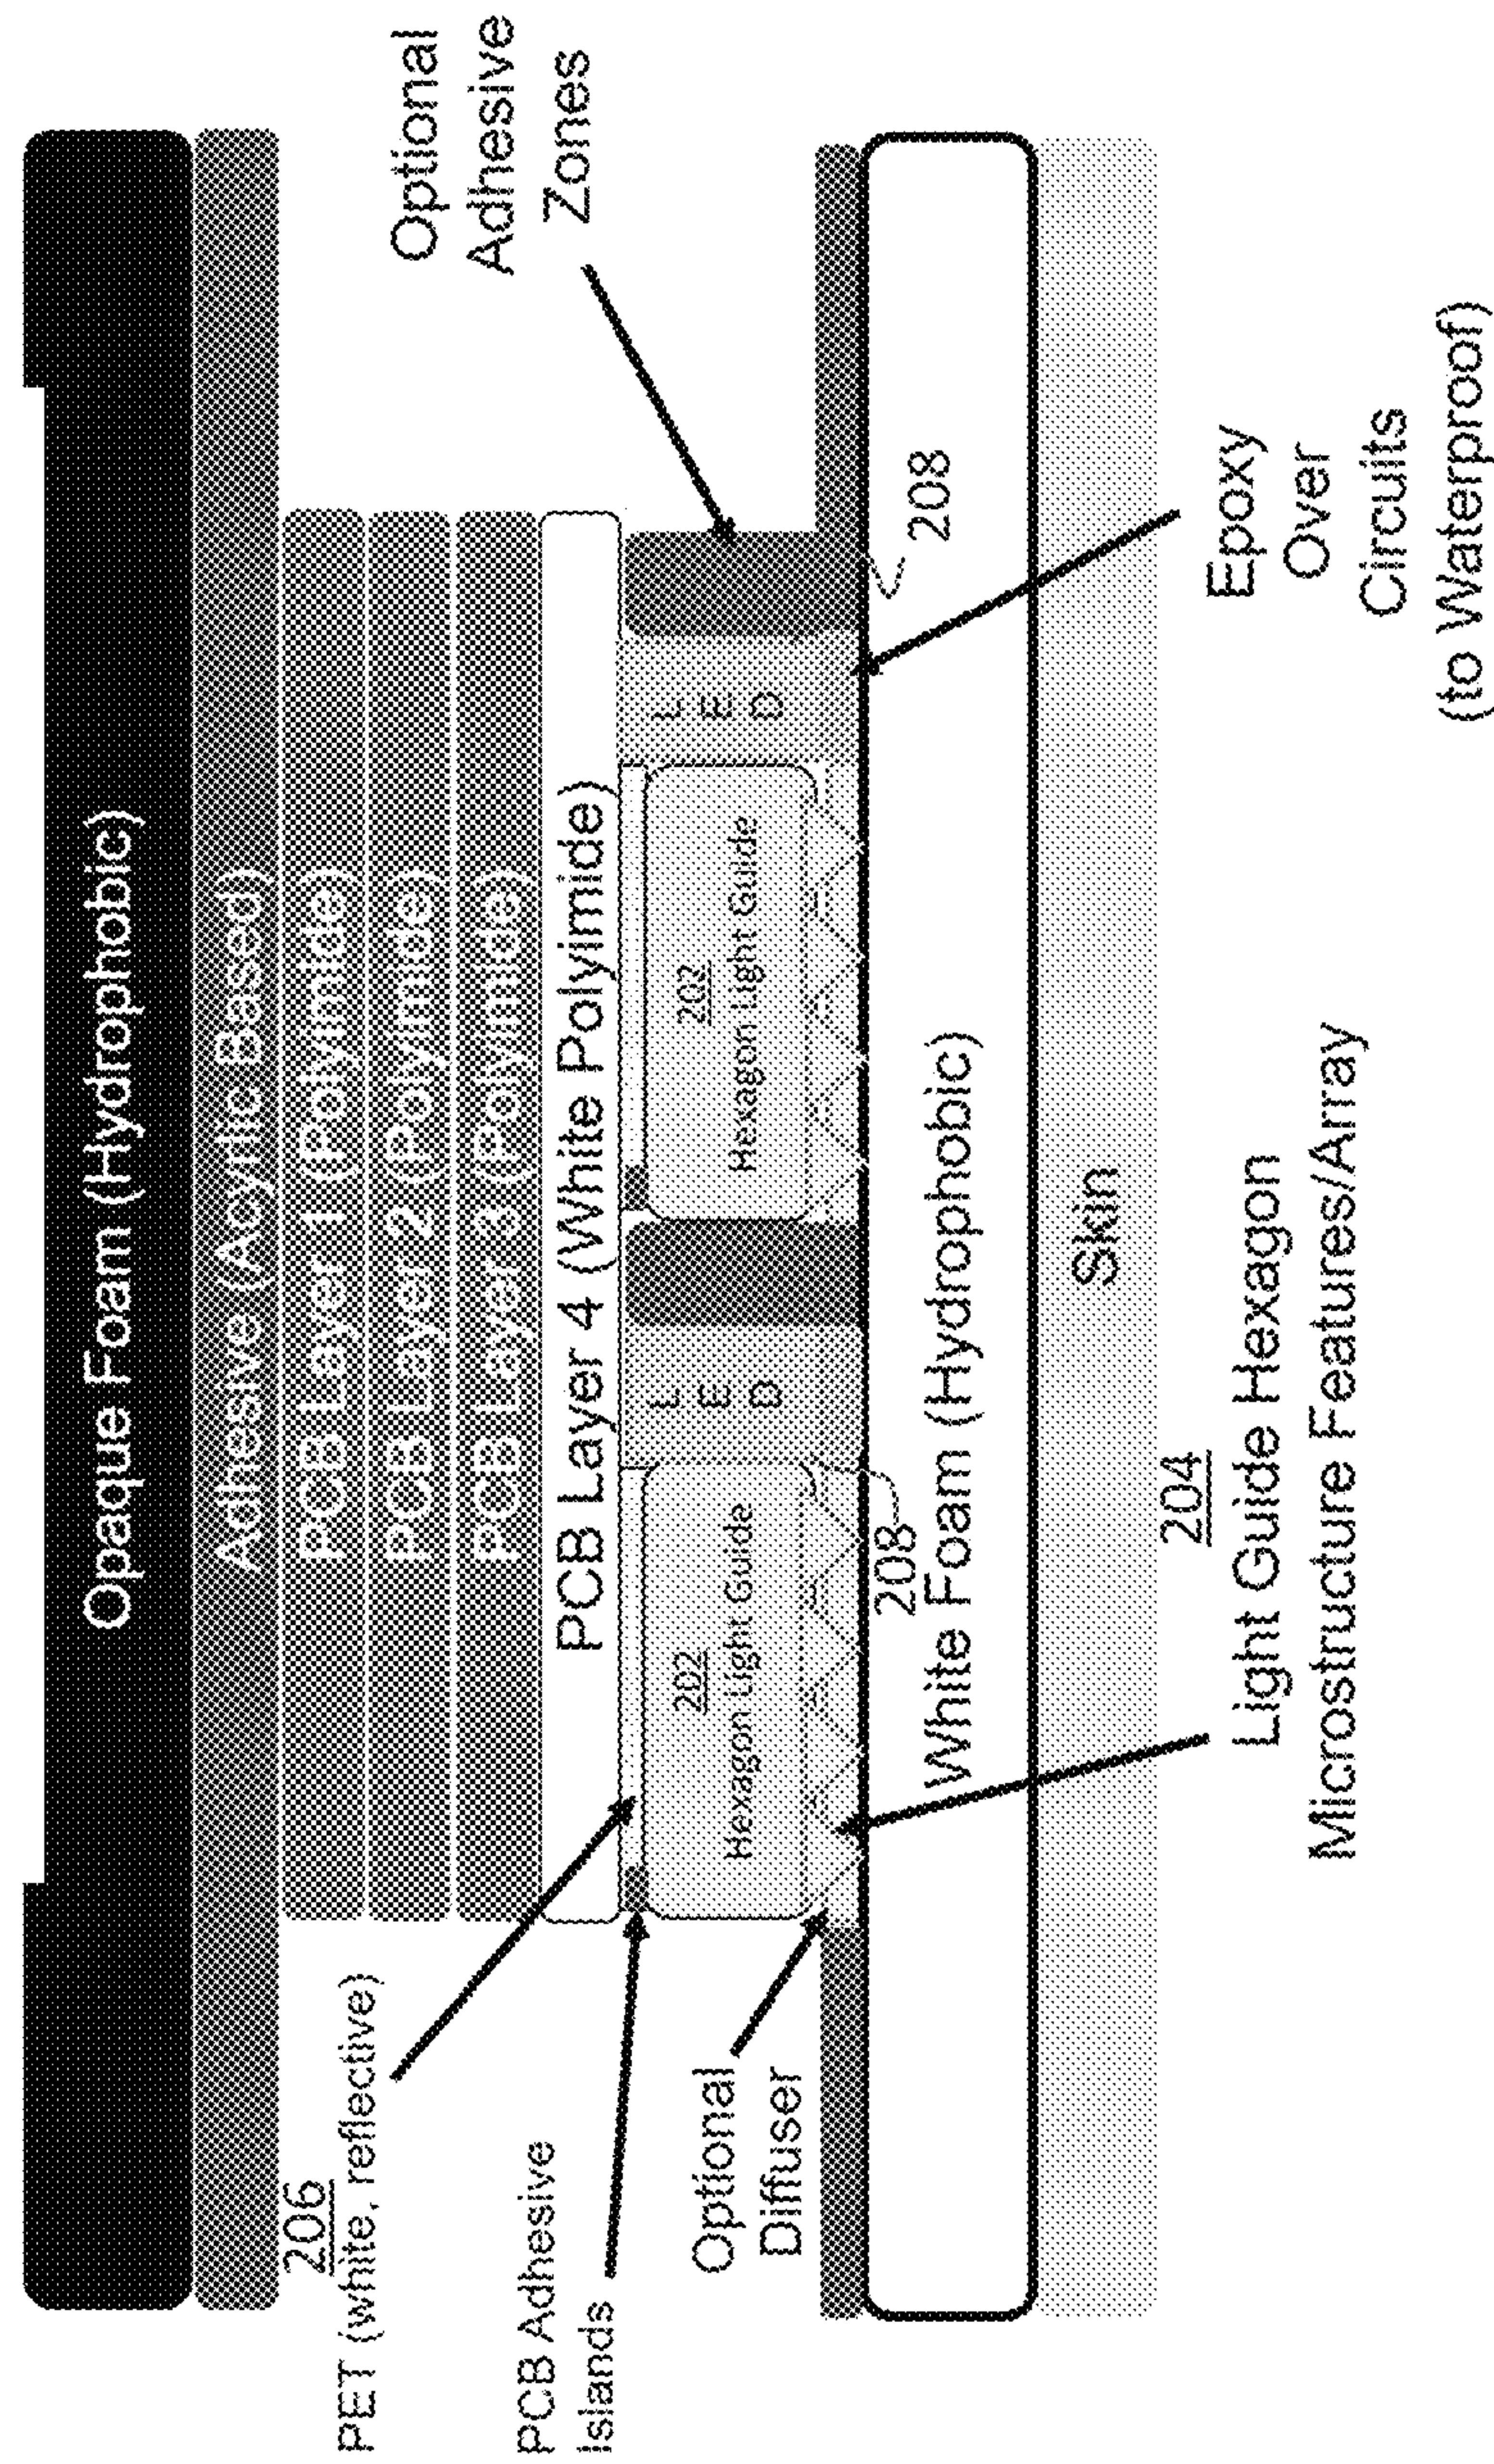 Opaque Foam (Hydrophobic)
Adhesive (Acrylic Based)
PCB Layer 1 (Polyimide)
PCB Layer 2 (Polyimide)
PCB Layer 3 (Polyimide)
PCB Layer 4 (White Polyimide)
206
PET (white, reflective)
PCB Adhesive
Islands
Optional
Diffuser
Optional
Adhesive
Zones
202
Hexagon Light Guide
L
E
D
202
Hexagon Light Guide
L
E
D
208
208
White Foam (Hydrophobic)
Skin
204
Light Guide Hexagon
Microstructure Features/Array
Epoxy
Over
Circuits
(to Waterproof)